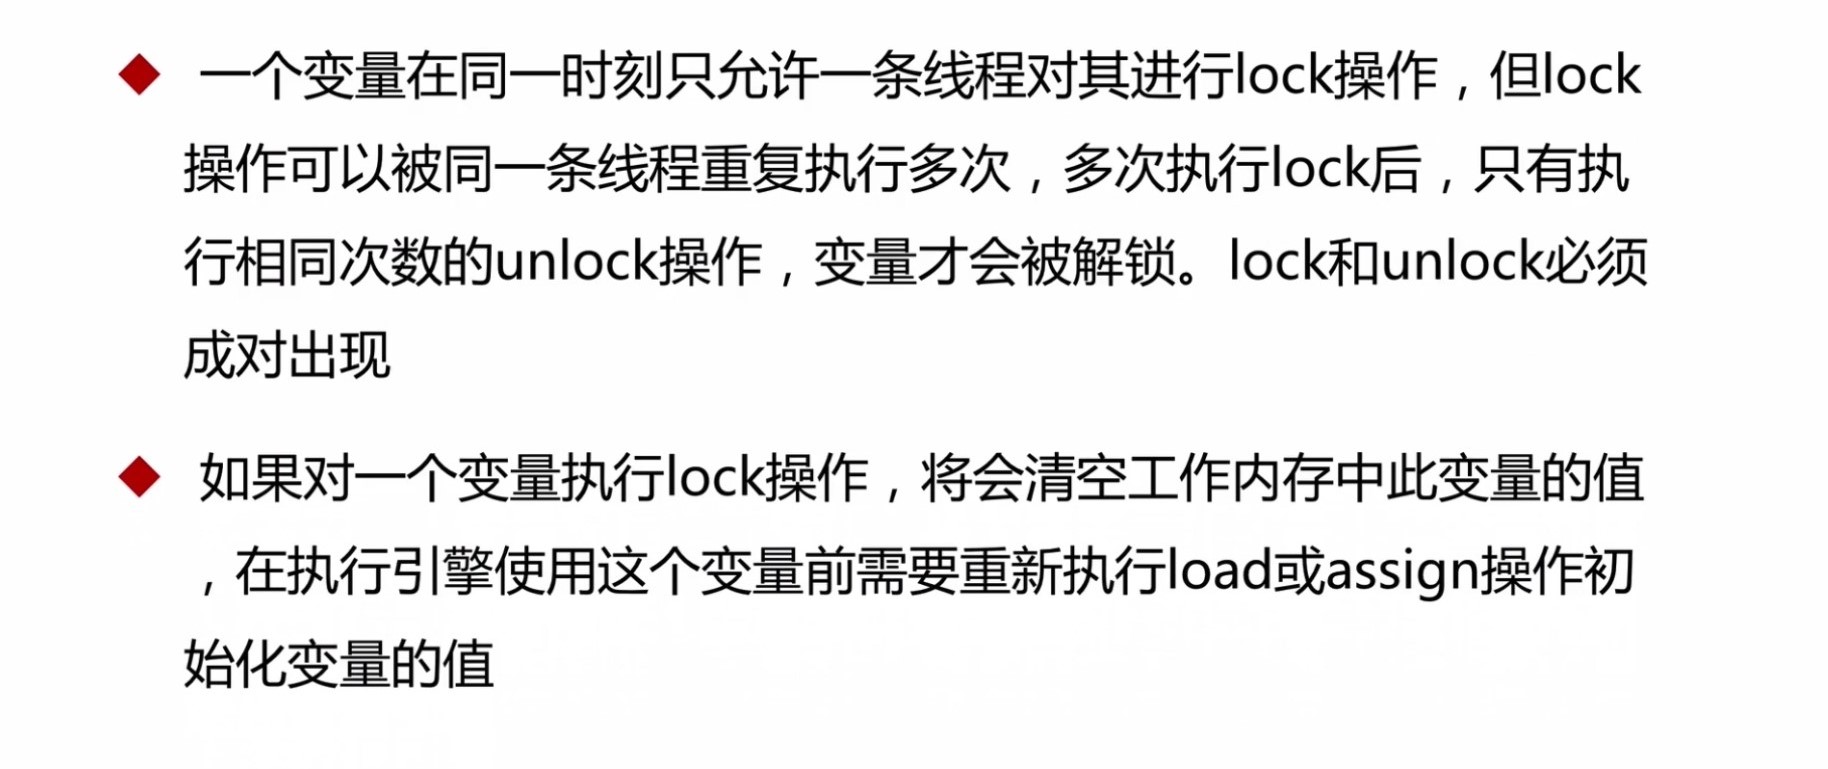 ◆ 一个变量在同一时刻只允许一条线程对其进行lock操作，但lock
操作可以被同一条线程重复执行多次，多次执行lock后，只有执
行相同次数的unlock操作，变量才会被解锁。lock和unlock必须
成对出现
◆ 如果对一个变量执行lock操作，将会清空工作内存中此变量的值
，在执行引擎使用这个变量前需要重新执行load或assign操作初
始化变量的值